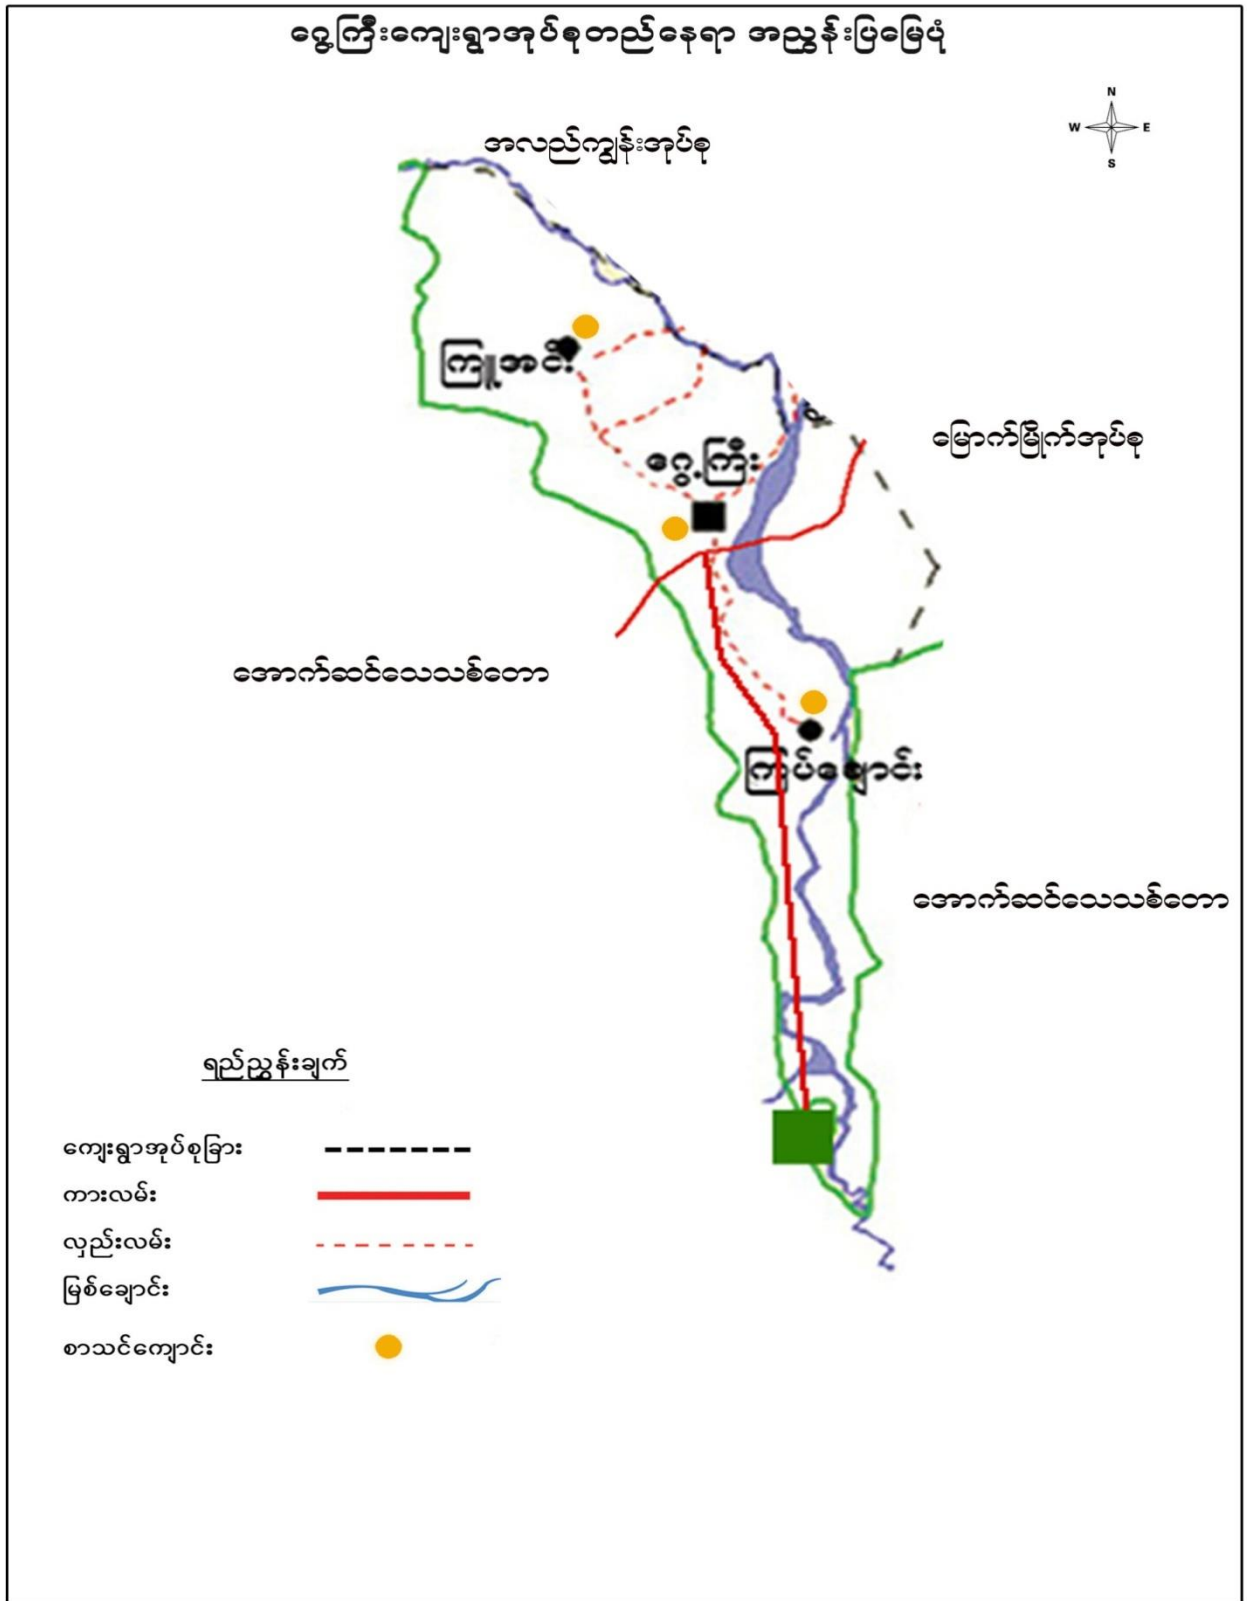 ငွေ့ကြီးကျေးရွာအုပ်စုတည်နေရာ အညွှန်းပြမြေပုံ
N
W E
S
အလည်ကျွန်းအုပ်စု
ကြူအင်း
မြောက်မြိုက်အုပ်စု
ငွေ့ကြီး
အောက်ဆင်သေသစ်တော
ကြပ်ချောင်း
အောက်ဆင်သေသစ်တော
ရည်ညွှန်းချက်
ကျေးရွာအုပ်စုခြား
ကားလမ်း
လှည်းလမ်း
မြစ်ချောင်း
စာသင်ကျောင်း